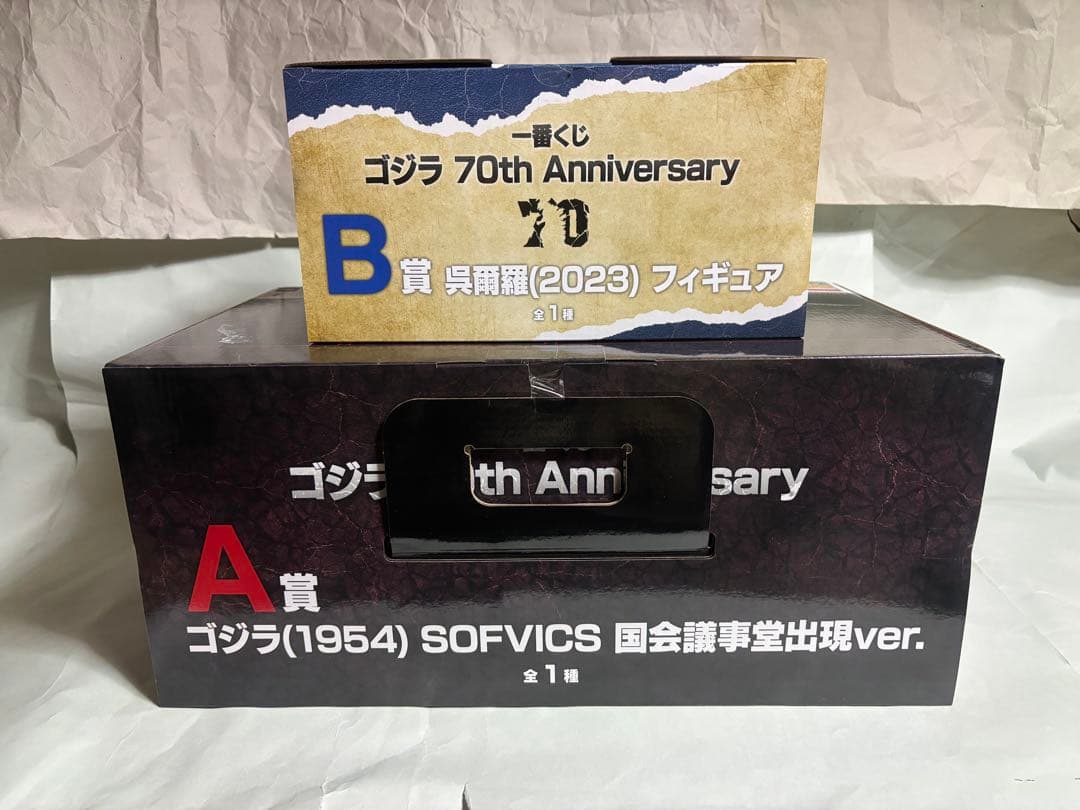 一番くじ
ゴジラ 70th Anniversary
70
B賞 呉爾羅(2023) フィギュア
全1種
ゴジラ th Anniversary
A賞
ゴジラ(1954) SOFVICS 国会議事堂出現ver.
全1種